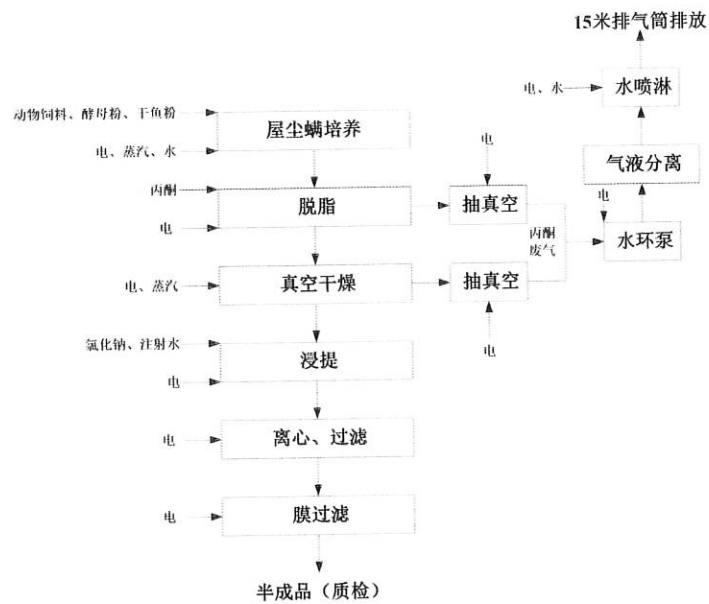 15米排气筒排放
电、水
水喷淋
动物饲料、酵母粉、干鱼粉
屋尘螨培养
电、蒸汽、水
电
气液分离
丙酮
脱脂
电
抽真空
电
丙酮
废气
水环泵
电、蒸汽
真空干燥
抽真空
氯化钠、注射水
浸提
电
电
电
离心、过滤
电
膜过滤
半成品（质检）